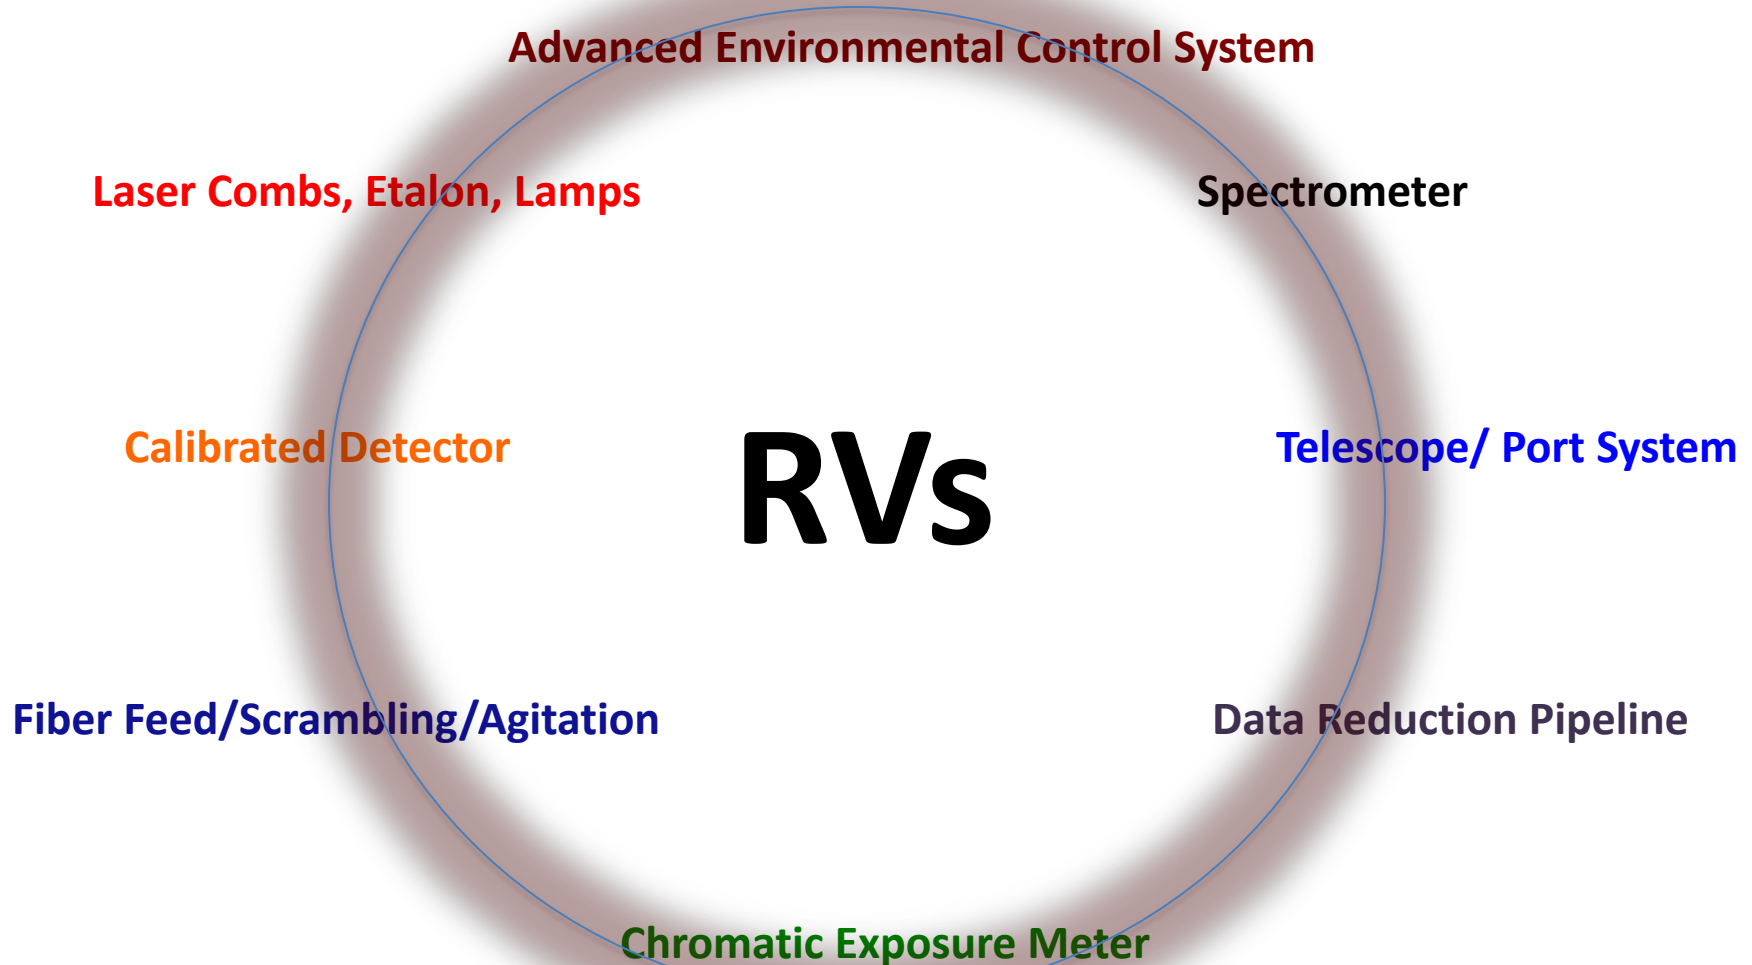 Advanced Environmental Control System
Laser Combs, Etalon, Lamps
Spectrometer
Calibrated Detector
RVs
Telescope/ Port System
Fiber Feed/Scrambling/Agitation
Data Reduction Pipeline
Chromatic Exposure Meter